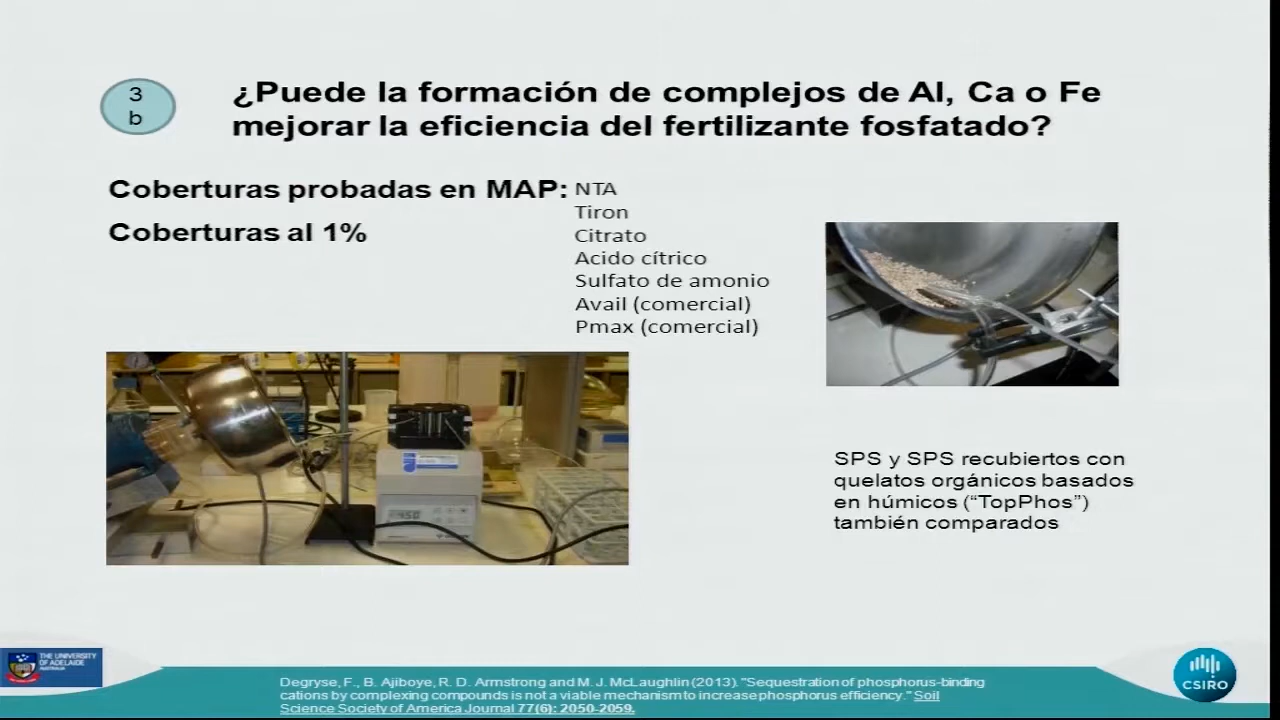 3
b
¿Puede la formación de complejos de Al, Ca o Fe
mejorar la eficiencia del fertilizante fosfatado?
Coberturas probadas en MAP:
Coberturas al 1%
NTA
Tiron
Citrato
Acido cítrico
Sulfato de amonio
Avail (comercial)
Pmax (comercial)
SPS y SPS recubiertos con
quelatos orgánicos basados
en húmicos (“TopPhos”)
también comparados
THE UNIVERSITY
OF ADELAIDE
AUSTRALIA
Degryse, F., B. Ajiboye, R. D. Armstrong and M. J. McLaughlin (2013). "Sequestration of phosphorus-binding
cations by complexing compounds is not a viable mechanism to increase phosphorus efficiency." Soil
Science Society of America Journal 77(6): 2050-2059.
CSIRO